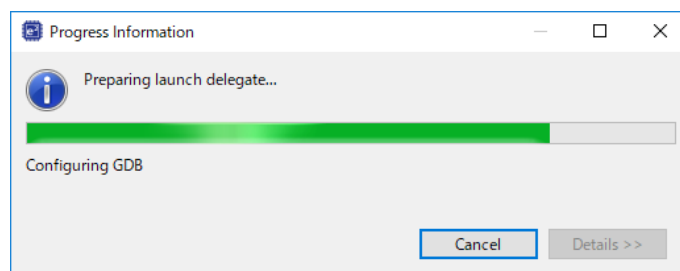 Progress Information
Preparing launch delegate...
Configuring GDB
Cancel
Details >>